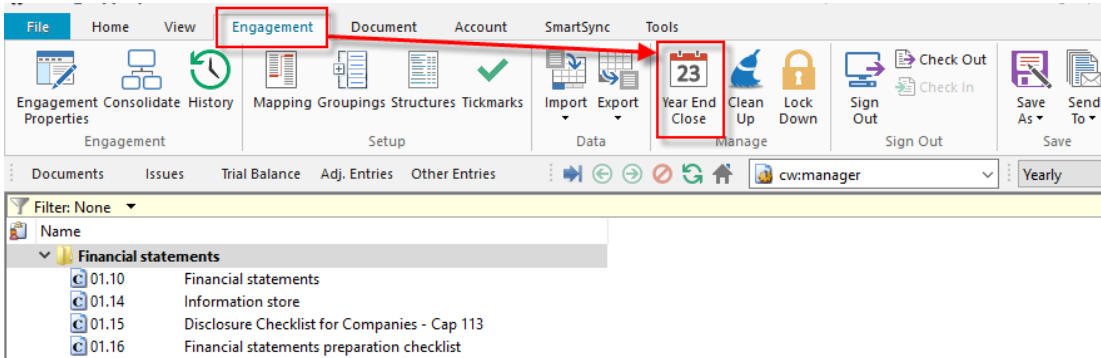 File Home View Engagement Document Account SmartSync Tools
Engagement Properties Consolidate History Mapping Groupings Structures Tickmarks Import Export 23 Year End Close Clean Up Lock Down Sign Out Check Out Check In Save As Send To
Engagement Setup Data Manage Sign Out Save
Documents Issues Trial Balance Adj. Entries Other Entries cw:manager Yearly
Filter: None
Name
Financial statements
c 01.10 Financial statements
c 01.14 Information store
c 01.15 Disclosure Checklist for Companies - Cap 113
c 01.16 Financial statements preparation checklist